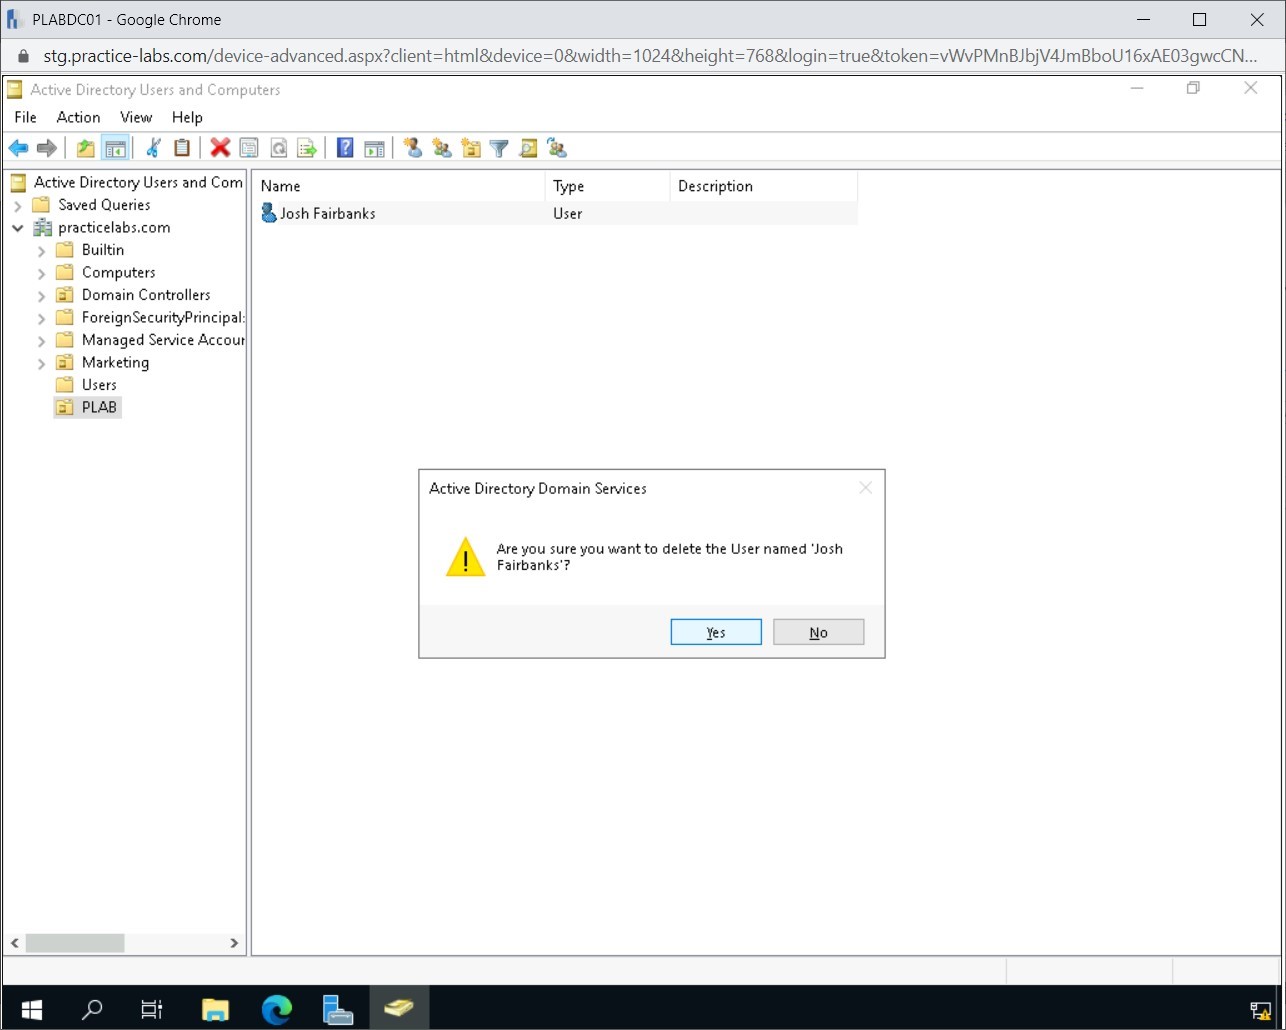 PLABDC01 - Google Chrome
stg.practice-labs.com/device-advanced.aspx?client=html&device=0&width=1024&height=768&login=true&token=vWvPMnBJbjV4JmBboU16xAE03gwcCN...
Active Directory Users and Computers
File Action View Help
Active Directory Users and Com
Saved Queries
practicelabs.com
Builtin
Computers
Domain Controllers
ForeignSecurityPrincipal:
Managed Service Accour
Marketing
Users
PLAB
Name Type Description
Josh Fairbanks User
Active Directory Domain Services
Are you sure you want to delete the User named 'Josh
Fairbanks'?
Yes No